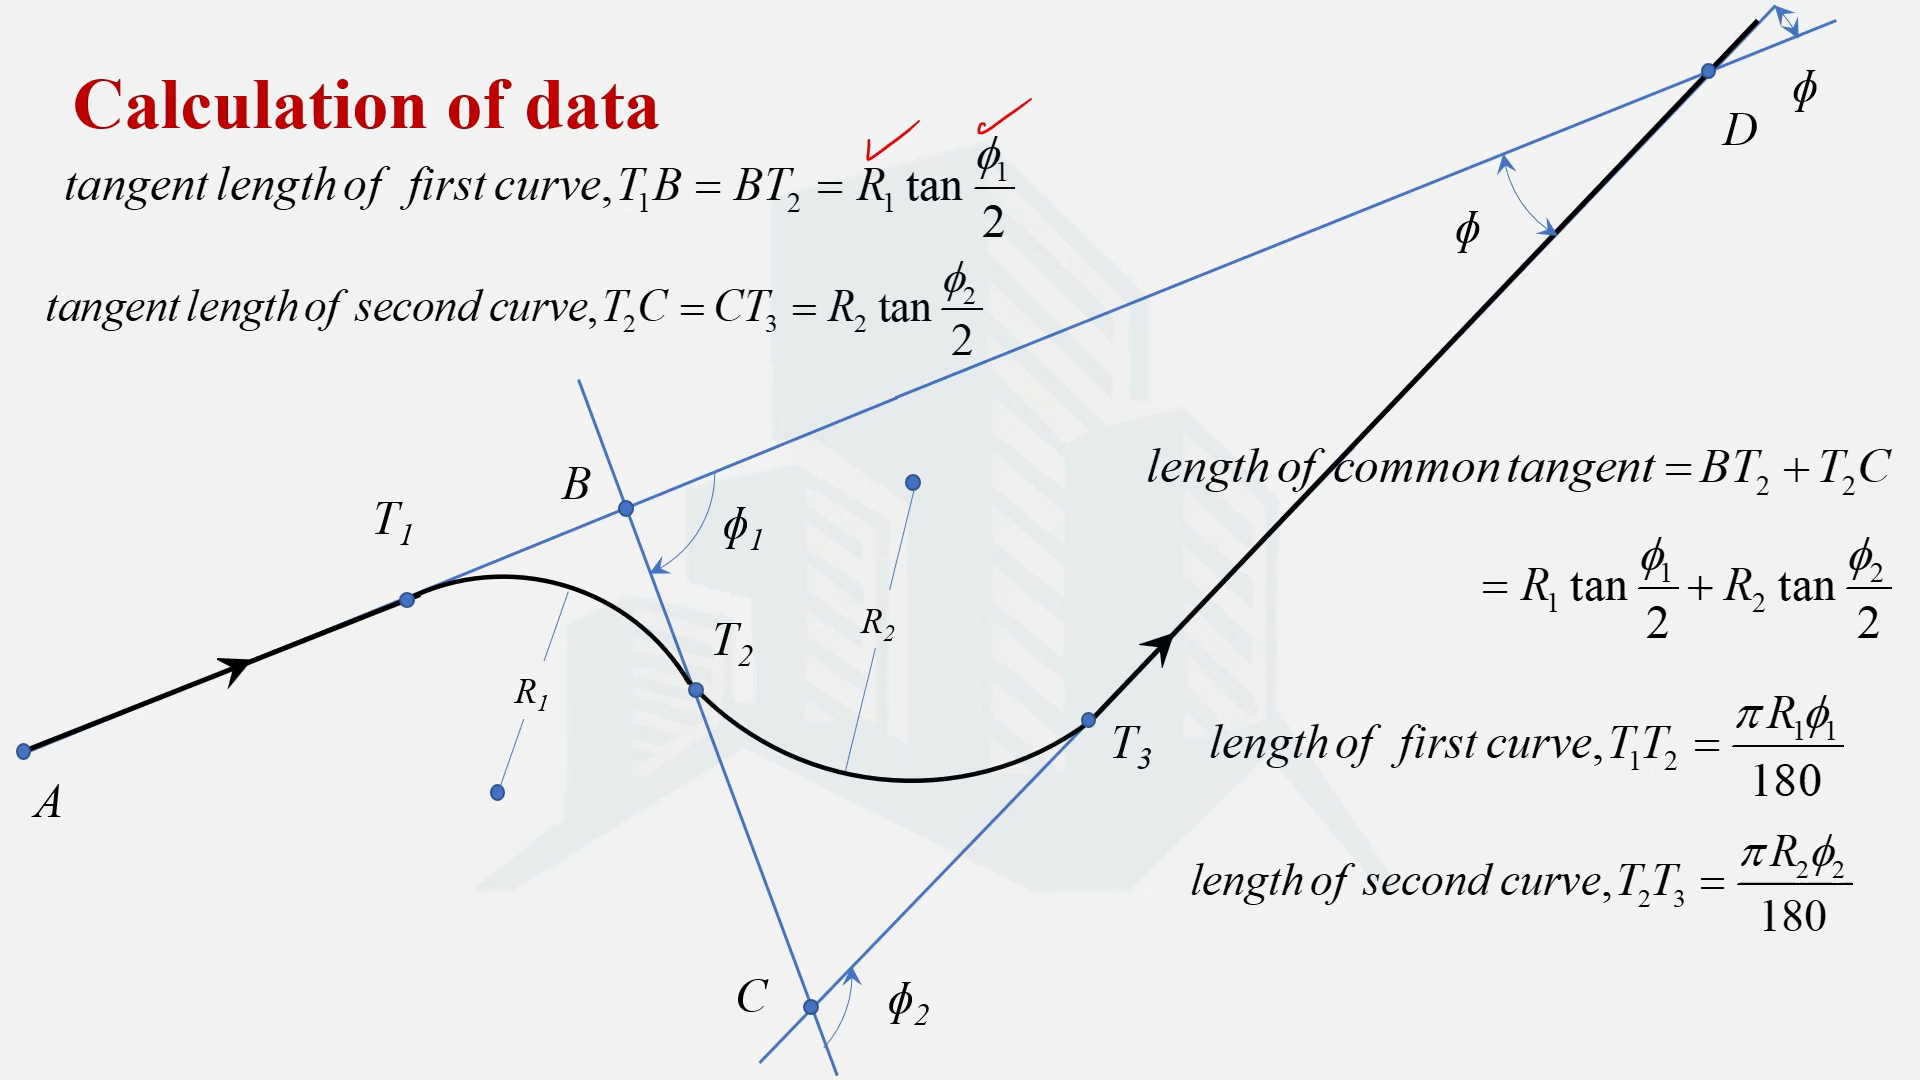 Calculation of data
tangent length of first curve, T₁B = BT₂ = R₁ tan ϕ₁/2
tangent length of second curve, T₂C = CT₃ = R₂ tan ϕ₂/2
length of common tangent = BT₂ + T₂C
= R₁ tan ϕ₁/2 + R₂ tan ϕ₂/2
length of first curve, T₁T₂ = πR₁ϕ₁/180
length of second curve, T₂T₃ = πR₂ϕ₂/180
ϕ
D
ϕ
B
T₁
ϕ₁
T₂
R₂
R₁
T₃
A
C
ϕ₂